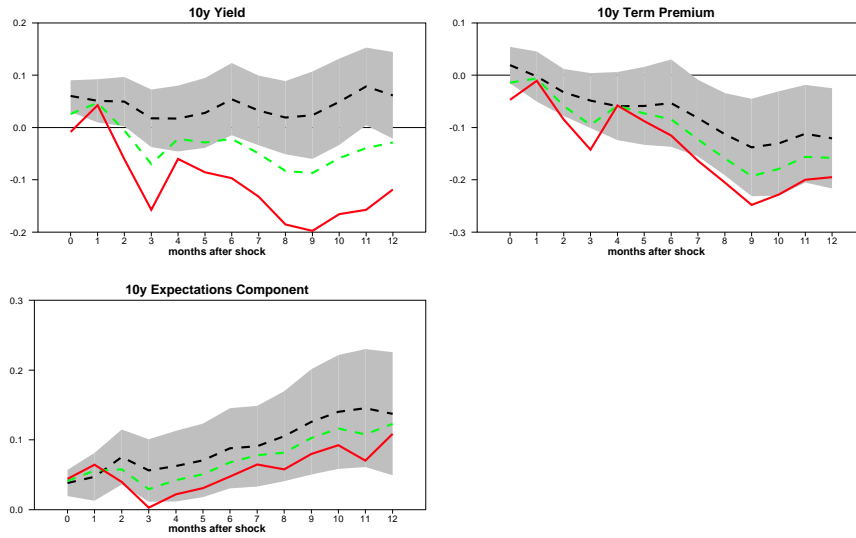 10y Yield
0.2
0.1
0.0
-0.1
-0.2
0 1 2 3 4 5 6 7 8 9 10 11 12
months after shock
10y Term Premium
0.1
0.0
-0.1
-0.2
-0.3
0 1 2 3 4 5 6 7 8 9 10 11 12
months after shock
10y Expectations Component
0.3
0.2
0.1
0.0
0 1 2 3 4 5 6 7 8 9 10 11 12
months after shock